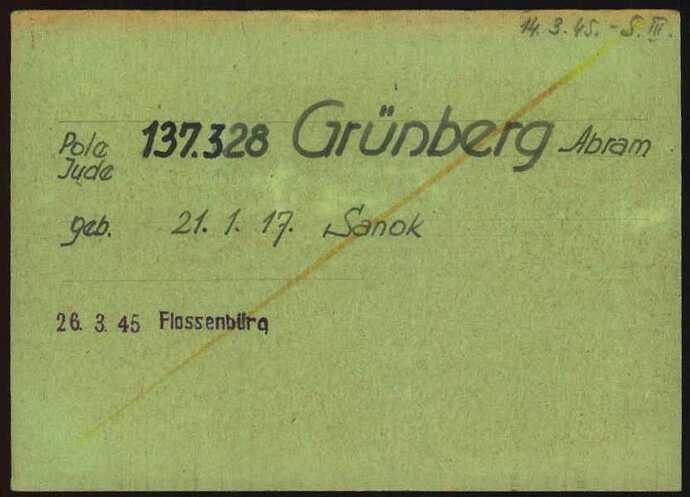 14. 3. 45. - S. III.
Pole 137.328 Grünberg Abram
Jude
geb. 21. 1. 17. Sanok
26. 3. 45 Flossenbürg